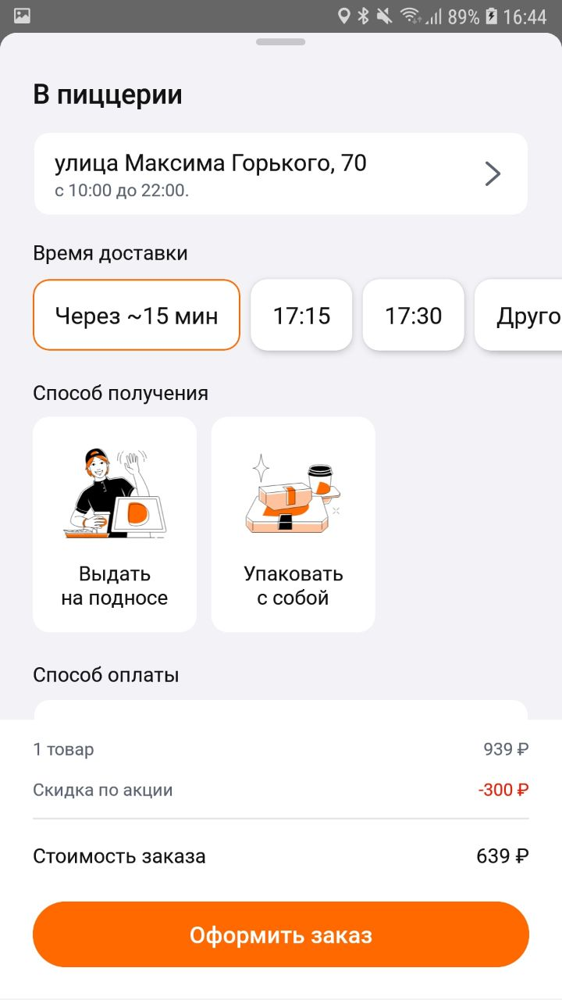 89% 16:44
В пиццерии
улица Максима Горького, 70
с 10:00 до 22:00.
Время доставки
Через ~15 мин 17:15 17:30 Друго
Способ получения
Выдать
на подносе
Упаковать
с собой
Способ оплаты
1 товар 939 ₽
Скидка по акции -300 ₽
Стоимость заказа 639 ₽
Оформить заказ